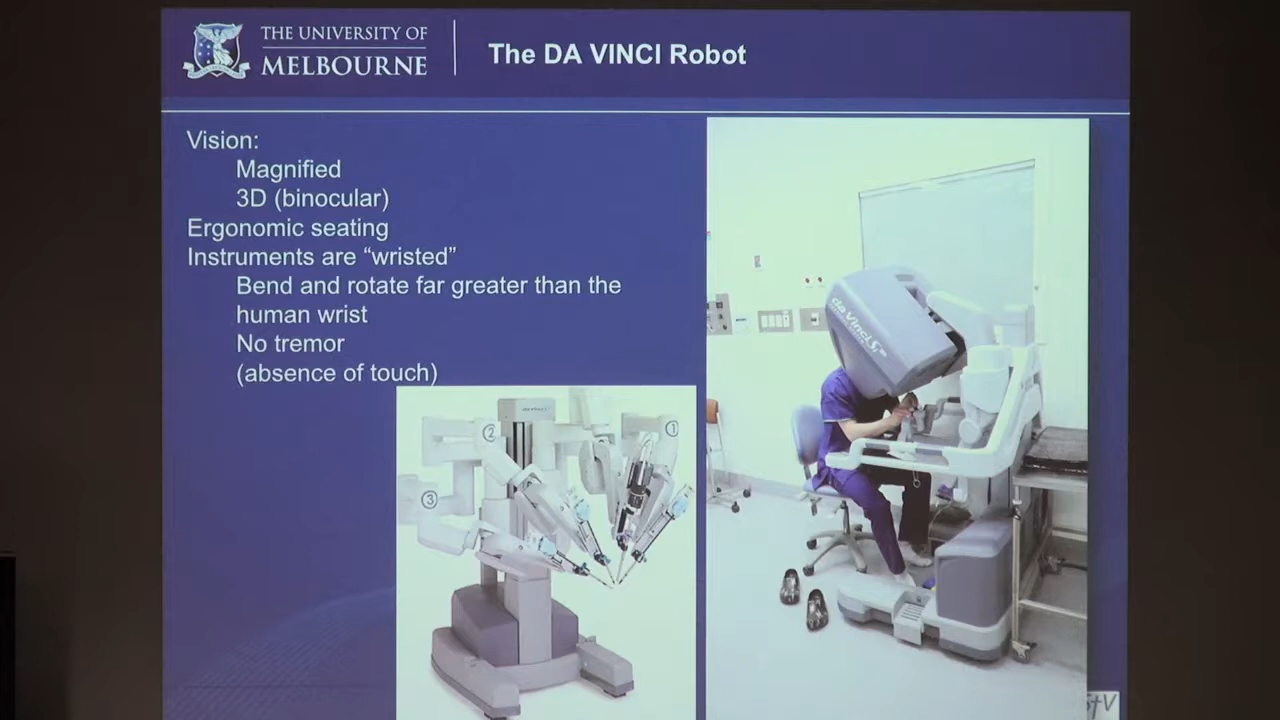 THE UNIVERSITY OF
MELBOURNE
The DA VINCI Robot
Vision:
Magnified
3D (binocular)
Ergonomic seating
Instruments are “wristed”
Bend and rotate far greater than the
human wrist
No tremor
(absence of touch)
②
①
③
da Vinci Si